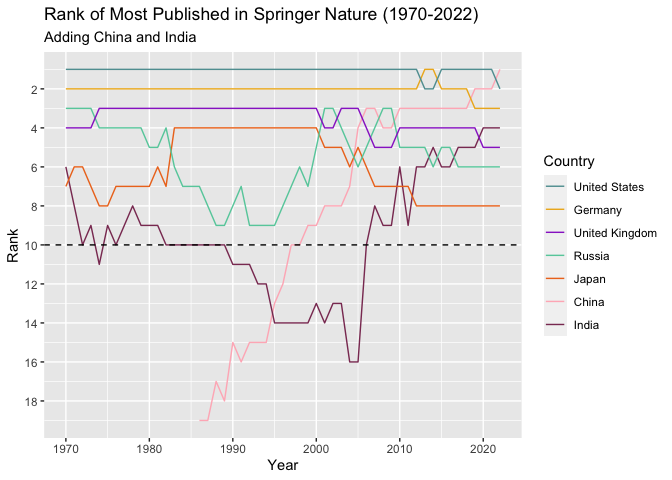 Rank of Most Published in Springer Nature (1970-2022)
Adding China and India
Rank
2
4
6
8
10
12
14
16
18
1970 1980 1990 2000 2010 2020
Year
Country
United States
Germany
United Kingdom
Russia
Japan
China
India